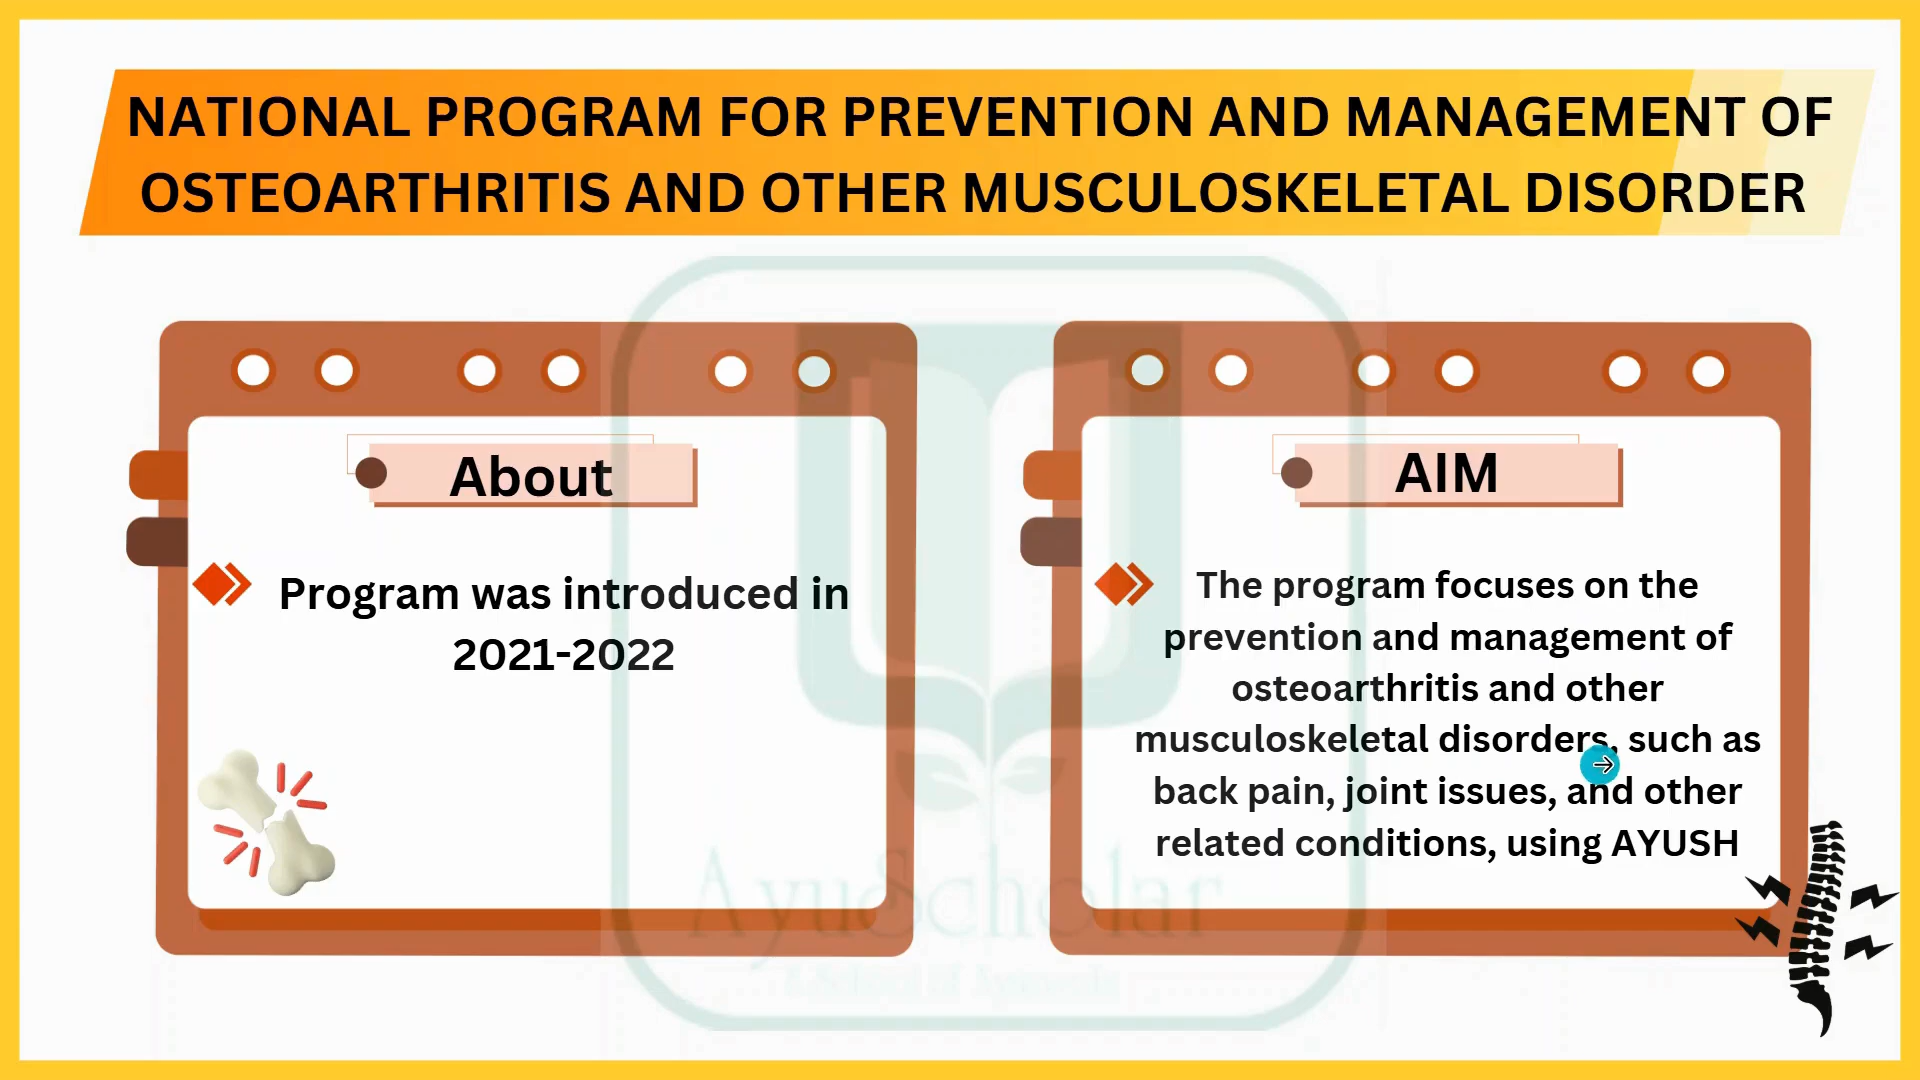 NATIONAL PROGRAM FOR PREVENTION AND MANAGEMENT OF
OSTEOARTHRITIS AND OTHER MUSCULOSKELETAL DISORDER
About
Program was introduced in
2021-2022
AIM
The program focuses on the
prevention and management of
osteoarthritis and other
musculoskeletal disorders, such as
back pain, joint issues, and other
related conditions, using AYUSH
AyuScholar